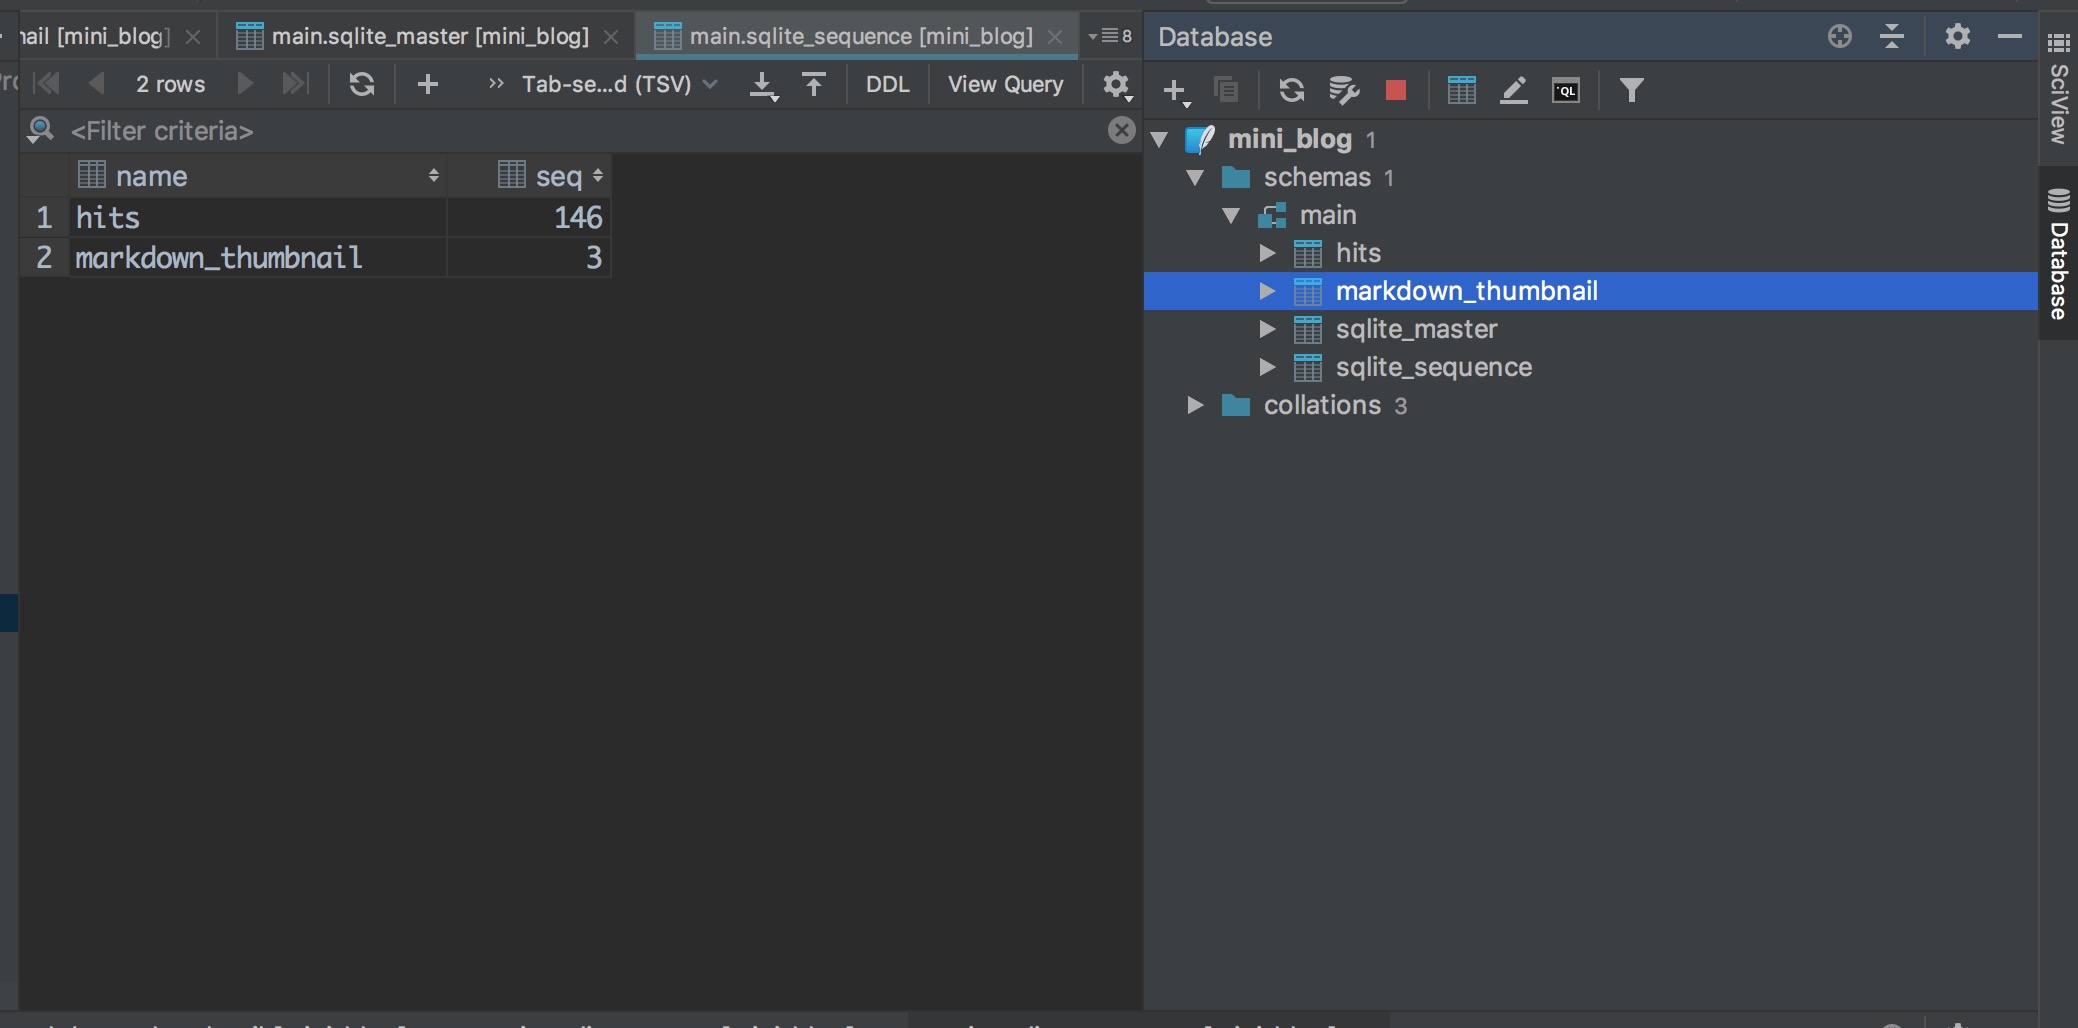 [mini_blog]
main.sqlite_master [mini_blog]
main.sqlite_sequence [mini_blog]
8
2 rows
Tab-se...d (TSV)
DDL
View Query
<Filter criteria>
name seq
1 hits 146
2 markdown_thumbnail 3
Database
mini_blog 1
schemas 1
main
hits
markdown_thumbnail
sqlite_master
sqlite_sequence
collations 3
SciView
Database